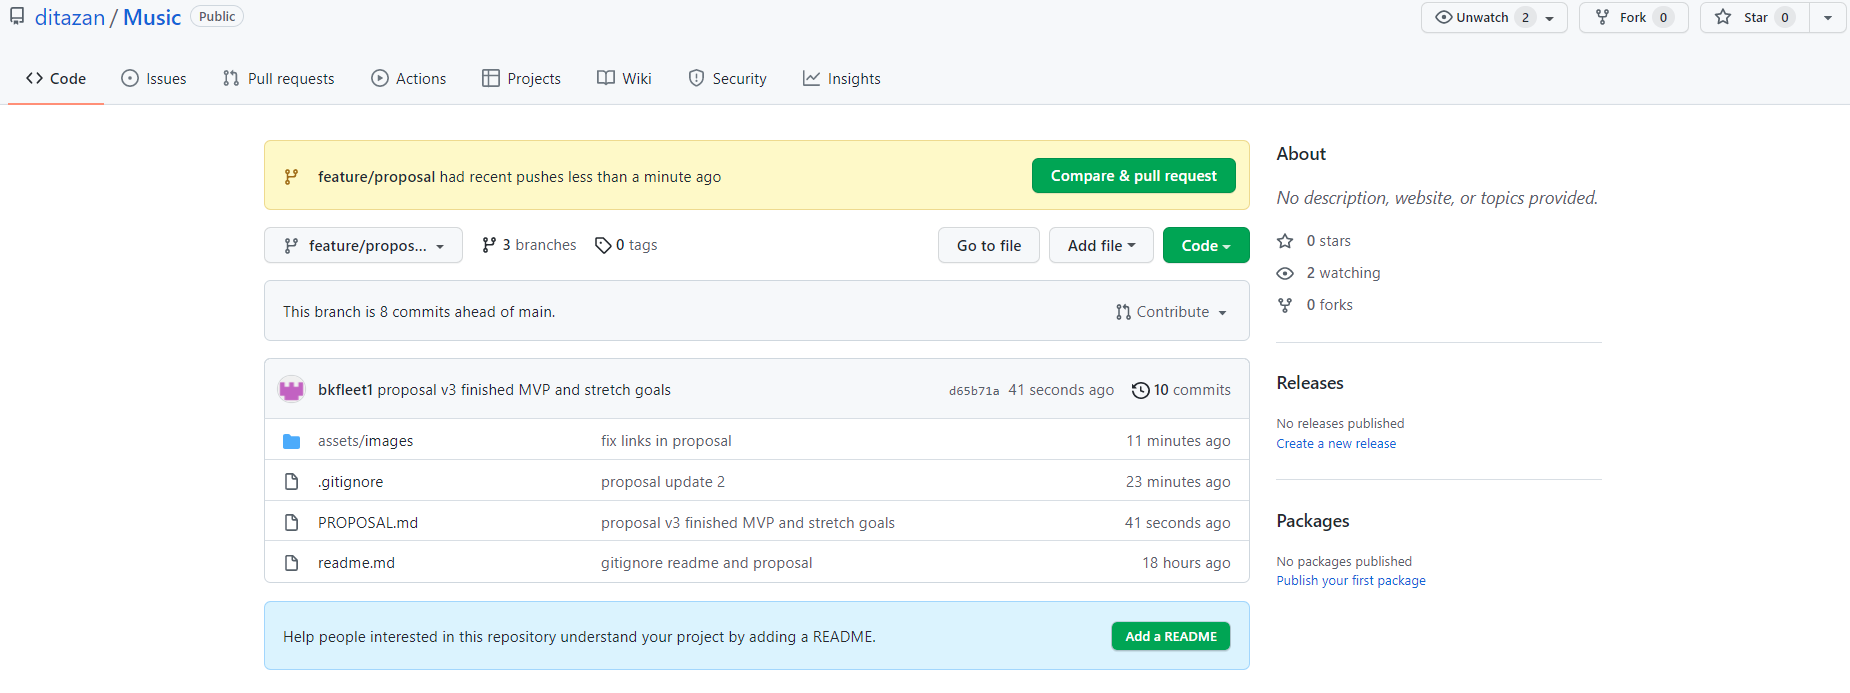 ditazan / Music Public Unwatch 2 Fork 0 Star 0
Code Issues Pull requests Actions Projects Wiki Security Insights
feature/proposal had recent pushes less than a minute ago Compare & pull request
feature/propos... 3 branches 0 tags Go to file Add file Code
This branch is 8 commits ahead of main. Contribute
bkfleet1 proposal v3 finished MVP and stretch goals d65b71a 41 seconds ago 10 commits
assets/images fix links in proposal 11 minutes ago
.gitignore proposal update 2 23 minutes ago
PROPOSAL.md proposal v3 finished MVP and stretch goals 41 seconds ago
readme.md gitignore readme and proposal 18 hours ago
Help people interested in this repository understand your project by adding a README. Add a README
About
No description, website, or topics provided.
0 stars
2 watching
0 forks
Releases
No releases published
Create a new release
Packages
No packages published
Publish your first package